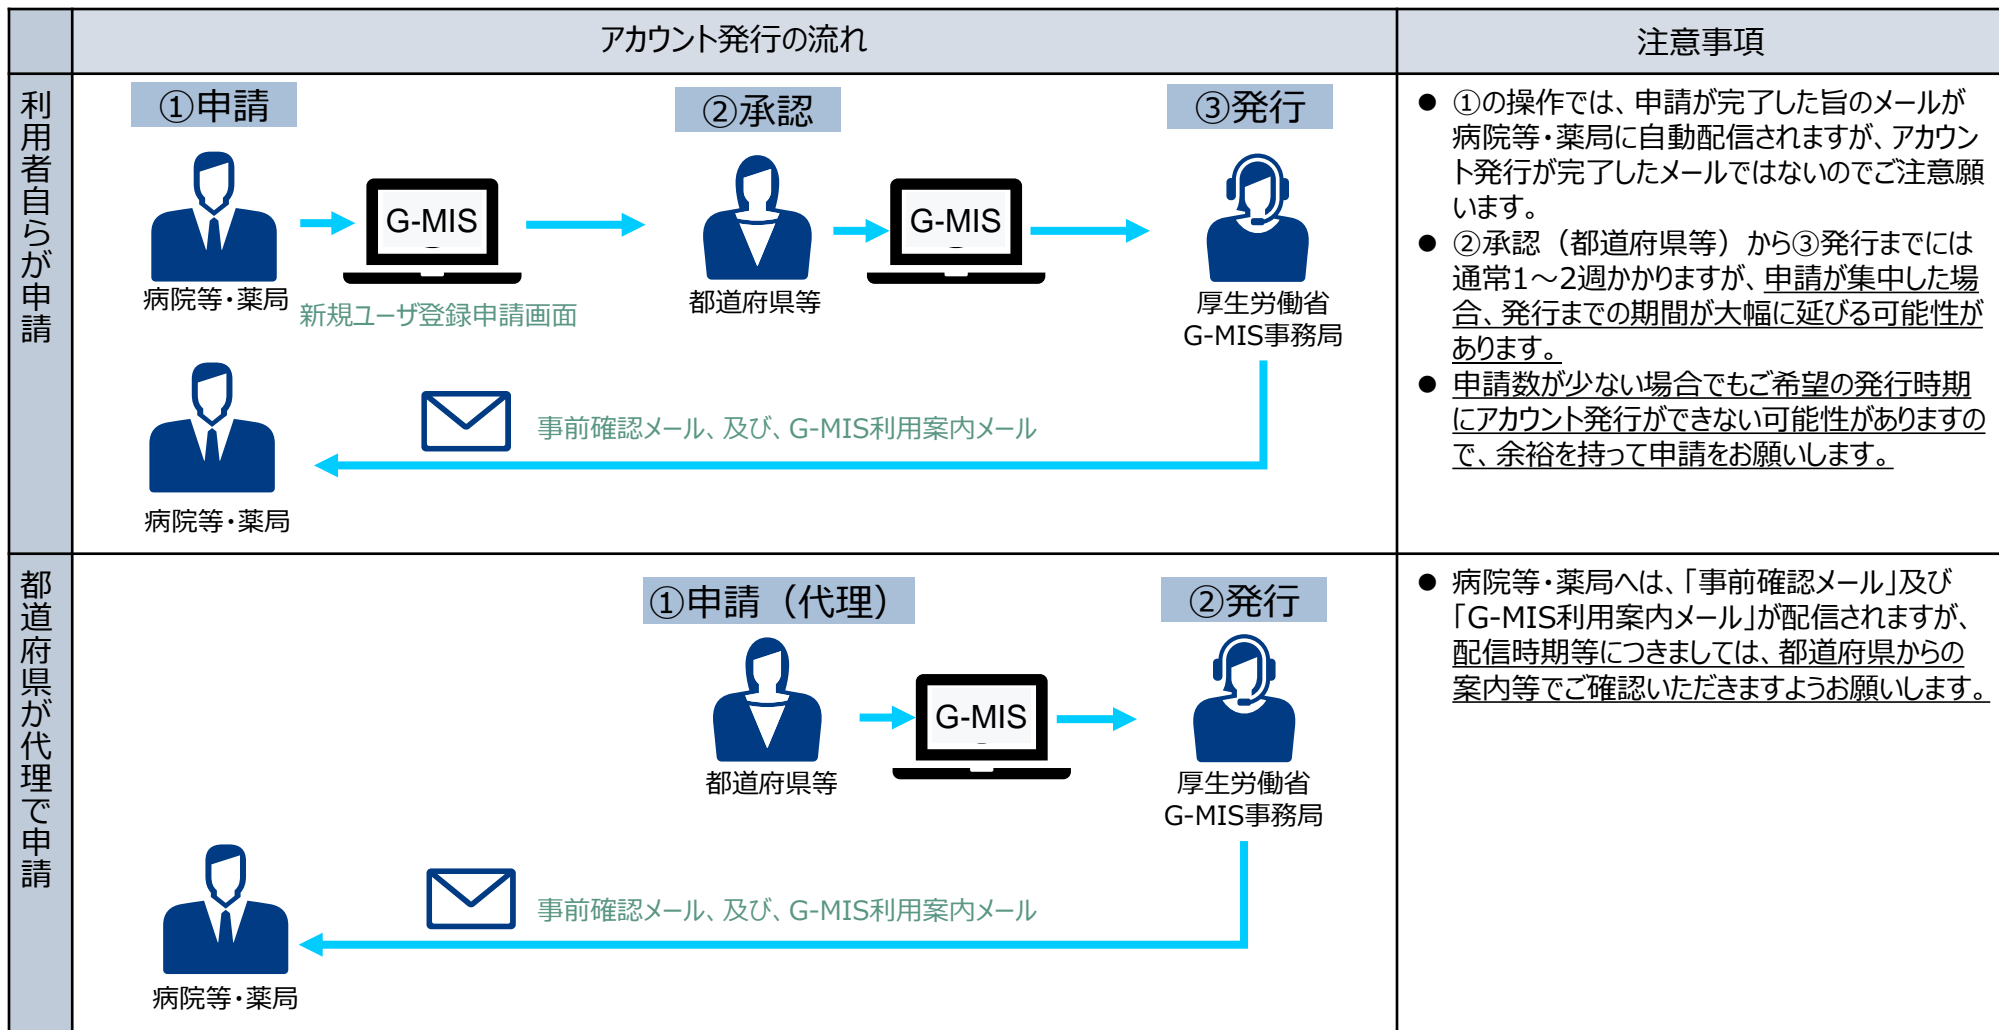 アカウント発行の流れ
注意事項
利用者自らが申請
①申請
②承認
③発行
G-MIS
G-MIS
病院等・薬局
新規ユーザ登録申請画面
都道府県等
厚生労働省
G-MIS事務局
事前確認メール、及び、G-MIS利用案内メール
病院等・薬局
● ①の操作では、申請が完了した旨のメールが
病院等・薬局に自動配信されますが、アカウン
ト発行が完了したメールではないのでご注意願
います。
● ②承認（都道府県等）から③発行までには
通常1～2週かかりますが、申請が集中した場
合、発行までの期間が大幅に延びる可能性が
あります。
● 申請数が少ない場合でもご希望の発行時期
にアカウント発行ができない可能性がありますの
で、余裕を持って申請をお願いします。
都道府県が代理で申請
①申請（代理）
②発行
G-MIS
都道府県等
厚生労働省
G-MIS事務局
事前確認メール、及び、G-MIS利用案内メール
病院等・薬局
● 病院等・薬局へは、「事前確認メール」及び
「G-MIS利用案内メール」が配信されますが、
配信時期等につきましては、都道府県からの
案内等でご確認いただきますようお願いします。